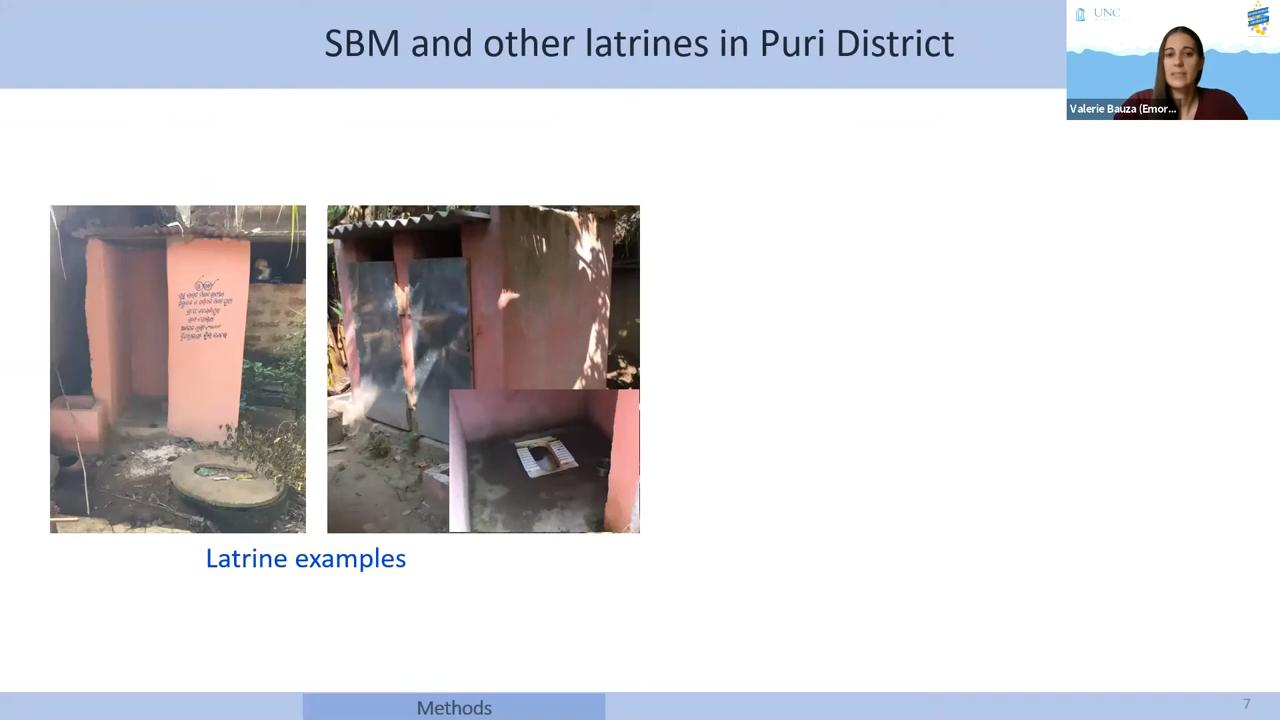 SBM and other latrines in Puri District
UNC
Valerie Bauza (Emor...
Latrine examples
Methods
7